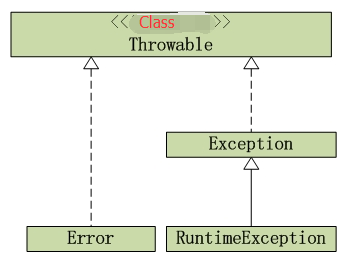 <<Class>>
Throwable
Exception
Error
RuntimeException